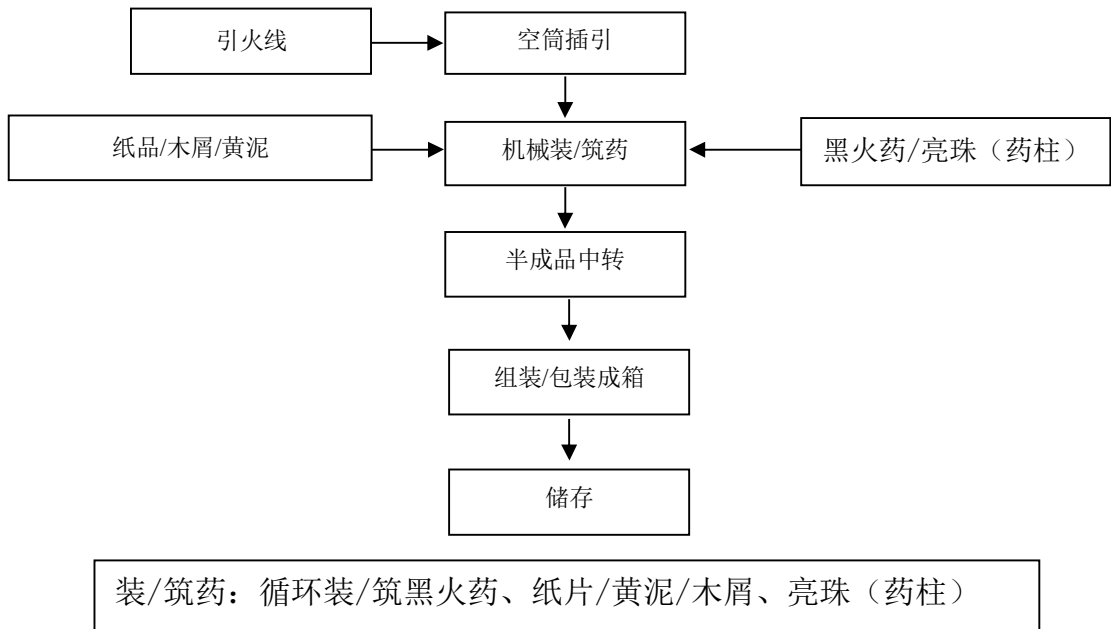 引火线
空筒插引
纸品/木屑/黄泥
机械装/筑药
黑火药/亮珠（药柱）
半成品中转
组装/包装成箱
储存
装/筑药：循环装/筑黑火药、纸片/黄泥/木屑、亮珠（药柱）